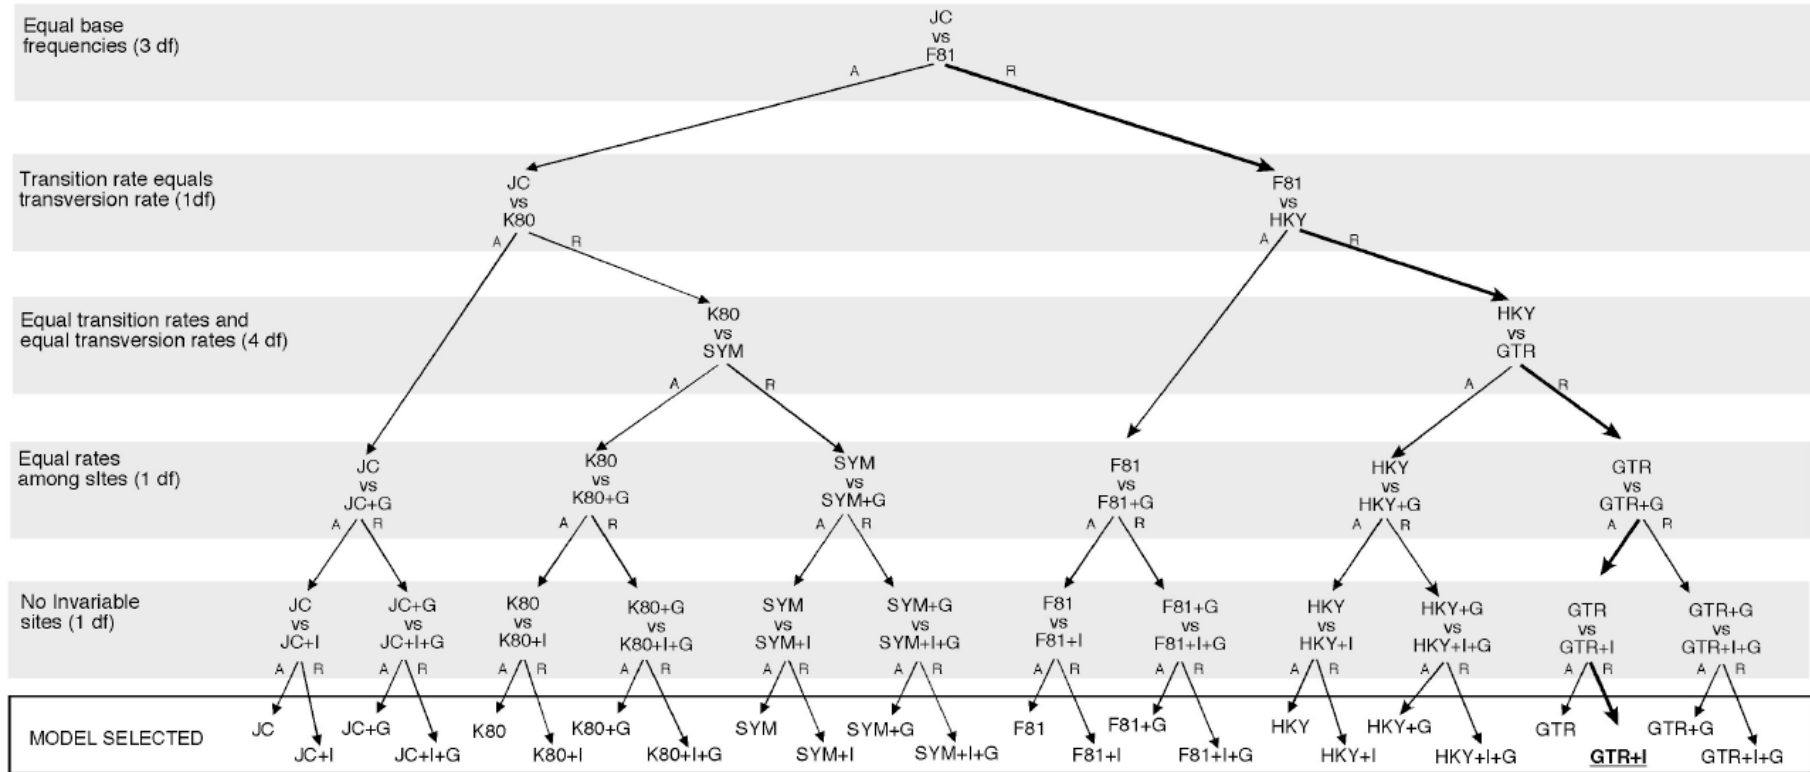 Equal base
frequencies (3 df)
JC
vs
F81
A
R
Transition rate equals
transversion rate (1df)
JC
vs
K80
A
R
F81
vs
HKY
A
R
Equal transition rates and
equal transversion rates (4 df)
K80
vs
SYM
A
R
HKY
vs
GTR
A
R
Equal rates
among sites (1 df)
JC
vs
JC+G
A
R
K80
vs
K80+G
A
R
SYM
vs
SYM+G
A
R
F81
vs
F81+G
A
R
HKY
vs
HKY+G
A
R
GTR
vs
GTR+G
A
R
No Invariable
sites (1 df)
JC
vs
JC+I
A
R
JC+G
vs
JC+I+G
A
R
K80
vs
K80+I
A
R
K80+G
vs
K80+I+G
A
R
SYM
vs
SYM+I
A
R
SYM+G
vs
SYM+I+G
A
R
F81
vs
F81+I
A
R
F81+G
vs
F81+I+G
A
R
HKY
vs
HKY+I
A
R
HKY+G
vs
HKY+I+G
A
R
GTR
vs
GTR+I
A
R
GTR+G
vs
GTR+I+G
A
R
MODEL SELECTED
JC
JC+I
JC+G
JC+I+G
K80
K80+I
K80+G
K80+I+G
SYM
SYM+I
SYM+G
SYM+I+G
F81
F81+I
F81+G
F81+I+G
HKY
HKY+I
HKY+G
HKY+I+G
GTR
GTR+I
GTR+G
GTR+I+G